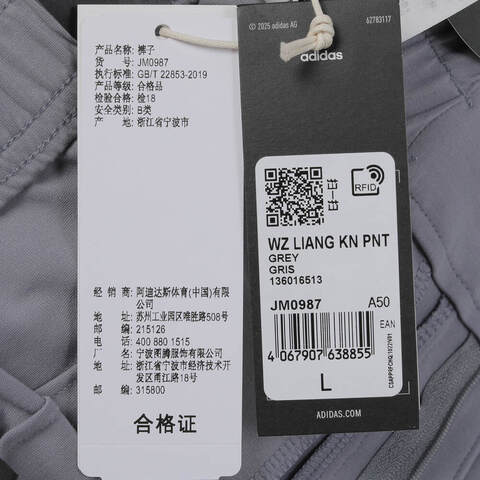 产品名称: 裤子
货 号: JM0987
执行标准: GB/T 22853-2019
产品等级: 合格品
检验合格: 检18
安全类别: B类
产 地: 浙江省宁波市
经 销 商: 阿迪达斯体育(中国)有限
公司
地 址: 苏州工业园区唯胜路508号
邮 编: 215126
电 话: 400 880 1515
厂 家: 宁波图腾服饰有限公司
地 址: 浙江省宁波市经济技术开
发区甬江路18号
邮 编: 315800
合格证
© 2025 adidas AG
62783117
adidas
RFID
WZ LIANG KN PNT
GREY
GRIS
136016513
JM0987 A50
EAN
4 067907 638855
L
ADIDAS.COM